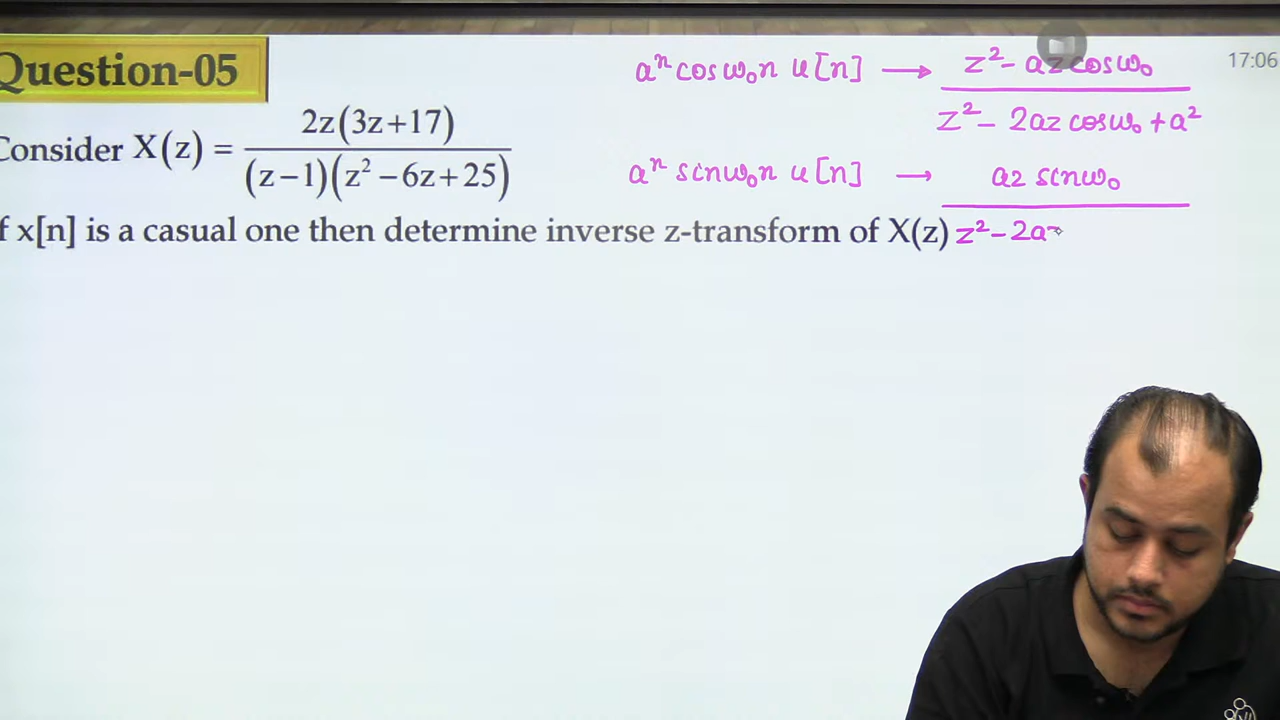 Question-05
Consider X(z) = 2z(3z+17) / (z−1)(z² −6z+25)
f x[n] is a casual one then determine inverse z-transform of X(z)
aⁿ cos ω₀n u[n] → z² − az cos ω₀ / z² − 2az cos ω₀ + a²
aⁿ sin ω₀n u[n] → az sin ω₀ / z² − 2az
17:06